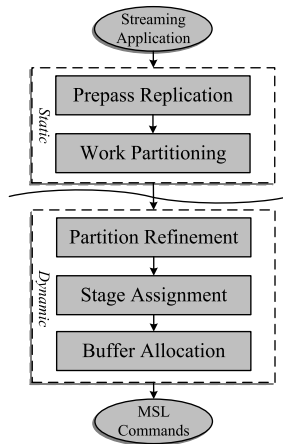 Streaming
Application
Static
Prepass Replication
Work Partitioning
Dynamic
Partition Refinement
Stage Assignment
Buffer Allocation
MSL
Commands